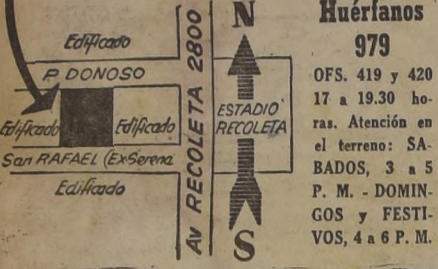 Edificado
P. DONOSO
Edificado
Edificado
San RAFAEL (Ex-Serena
Edificado
AV RECOLETA 2800
N
ESTADIO
RECOLETA
S
Huérfanos
979
OFS. 419 y 420
17 a 19.30 ho-
ras. Atención en
el terreno: SA-
BADOS, 3 a 5
P. M. - DOMIN-
GOS y FESTI-
VOS, 4 a 6 P. M.